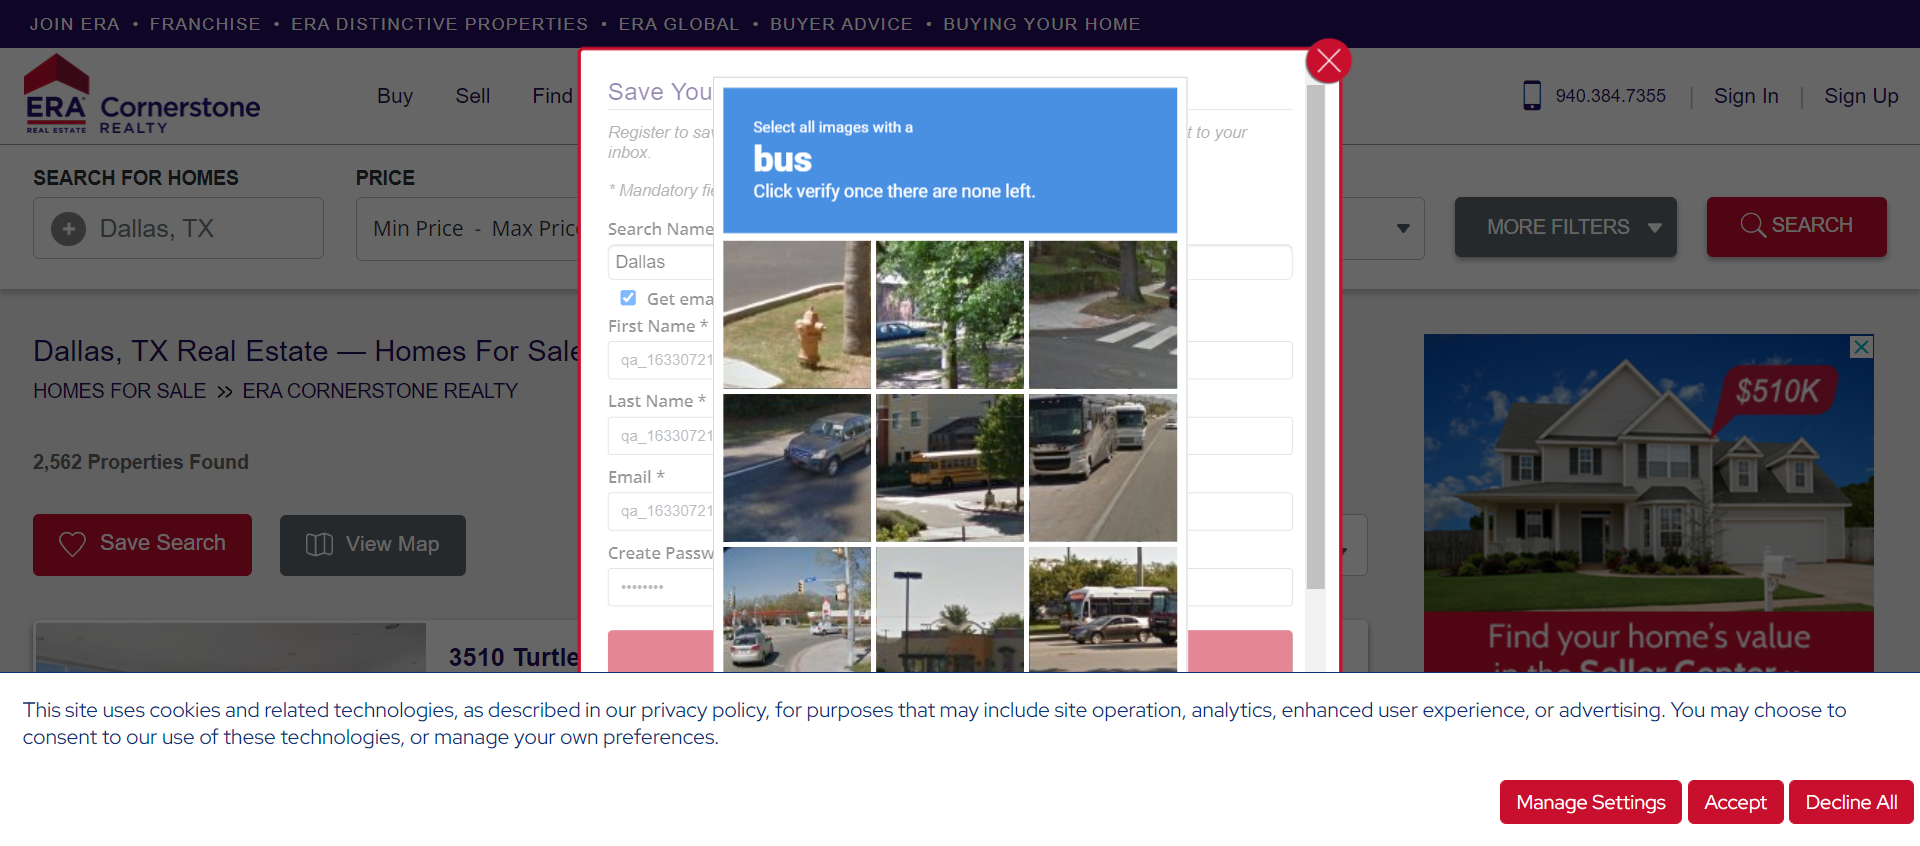 JOIN ERA • FRANCHISE • ERA DISTINCTIVE PROPERTIES • ERA GLOBAL • BUYER ADVICE • BUYING YOUR HOME
ERA
REAL ESTATE
Cornerstone
REALTY
Buy Sell Find
940.384.7355 | Sign In | Sign Up
SEARCH FOR HOMES
Dallas, TX
PRICE
Min Price - Max Pric
MORE FILTERS
SEARCH
Save You
Register to sav
t to your
inbox.
* Mandatory fie
Search Name
Dallas
Get ema
First Name *
qa_16330721
Last Name *
qa_16330721
Email *
qa_16330721
Create Passw
Select all images with a
bus
Click verify once there are none left.
Dallas, TX Real Estate — Homes For Sale
HOMES FOR SALE » ERA CORNERSTONE REALTY
2,562 Properties Found
Save Search
View Map
3510 Turtle
$510K
Find your home's value
in the Seller Center
This site uses cookies and related technologies, as described in our privacy policy, for purposes that may include site operation, analytics, enhanced user experience, or advertising. You may choose to
consent to our use of these technologies, or manage your own preferences.
Manage Settings
Accept
Decline All